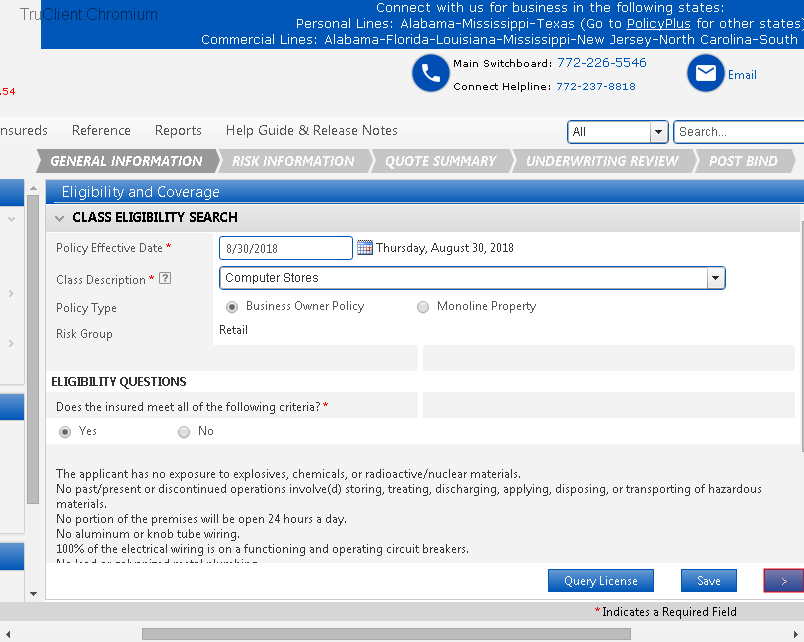 TruClient Chromium
Connect with us for business in the following states:
Personal Lines: Alabama-Mississippi-Texas (Go to PolicyPlus for other states)
Commercial Lines: Alabama-Florida-Louisiana-Mississippi-New Jersey-North Carolina-South
,54
Main Switchboard: 772-226-5546
Connect Helpline: 772-237-8818
Email
nsureds Reference Reports Help Guide & Release Notes
All
Search...
GENERAL INFORMATION RISK INFORMATION QUOTE SUMMARY UNDERWRITING REVIEW POST BIND
Eligibility and Coverage
CLASS ELIGIBILITY SEARCH
Policy Effective Date * 8/30/2018 Thursday, August 30, 2018
Class Description * ? Computer Stores
Policy Type Business Owner Policy Monoline Property
Risk Group Retail
ELIGIBILITY QUESTIONS
Does the insured meet all of the following criteria? *
Yes No
The applicant has no exposure to explosives, chemicals, or radioactive/nuclear materials.
No past/present or discontinued operations involve(d) storing, treating, discharging, applying, disposing, or transporting of hazardous
materials.
No portion of the premises will be open 24 hours a day.
No aluminum or knob tube wiring.
100% of the electrical wiring is on a functioning and operating circuit breakers.
No lead or galvanized metal plumbing.
Query License Save >
* Indicates a Required Field